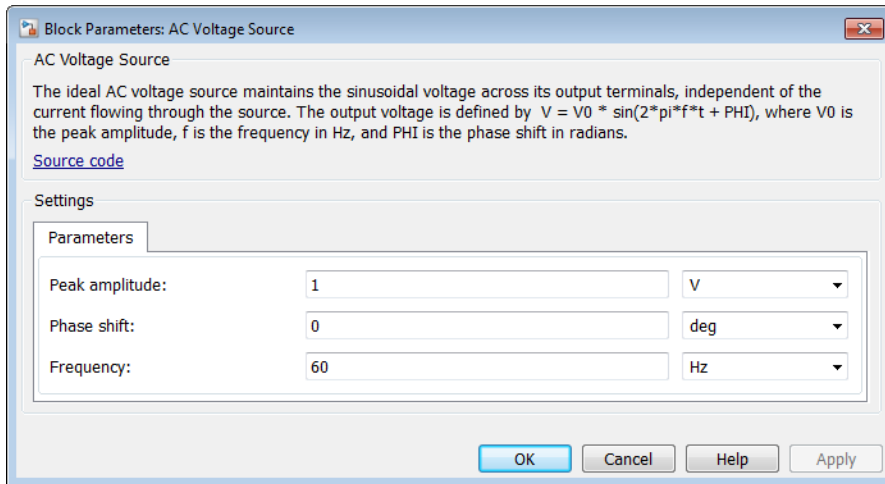 Block Parameters: AC Voltage Source
AC Voltage Source
The ideal AC voltage source maintains the sinusoidal voltage across its output terminals, independent of the
current flowing through the source. The output voltage is defined by  V = V0 * sin(2*pi*f*t + PHI), where V0 is
the peak amplitude, f is the frequency in Hz, and PHI is the phase shift in radians.
Source code
Settings
Parameters
Peak amplitude: 1 V
Phase shift: 0 deg
Frequency: 60 Hz
OK Cancel Help Apply